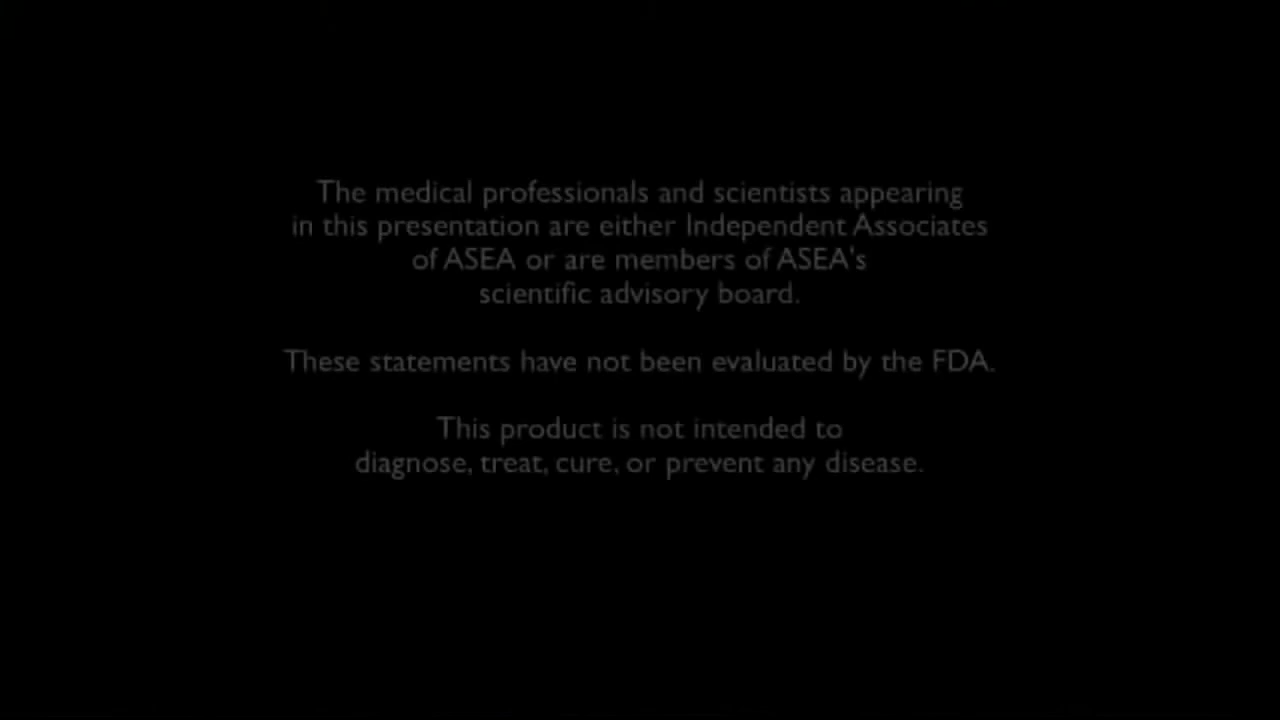 The medical professionals and scientists appearing
in this presentation are either Independent Associates
of ASEA or are members of ASEA's
scientific advisory board.
These statements have not been evaluated by the FDA.
This product is not intended to
diagnose, treat, cure, or prevent any disease.